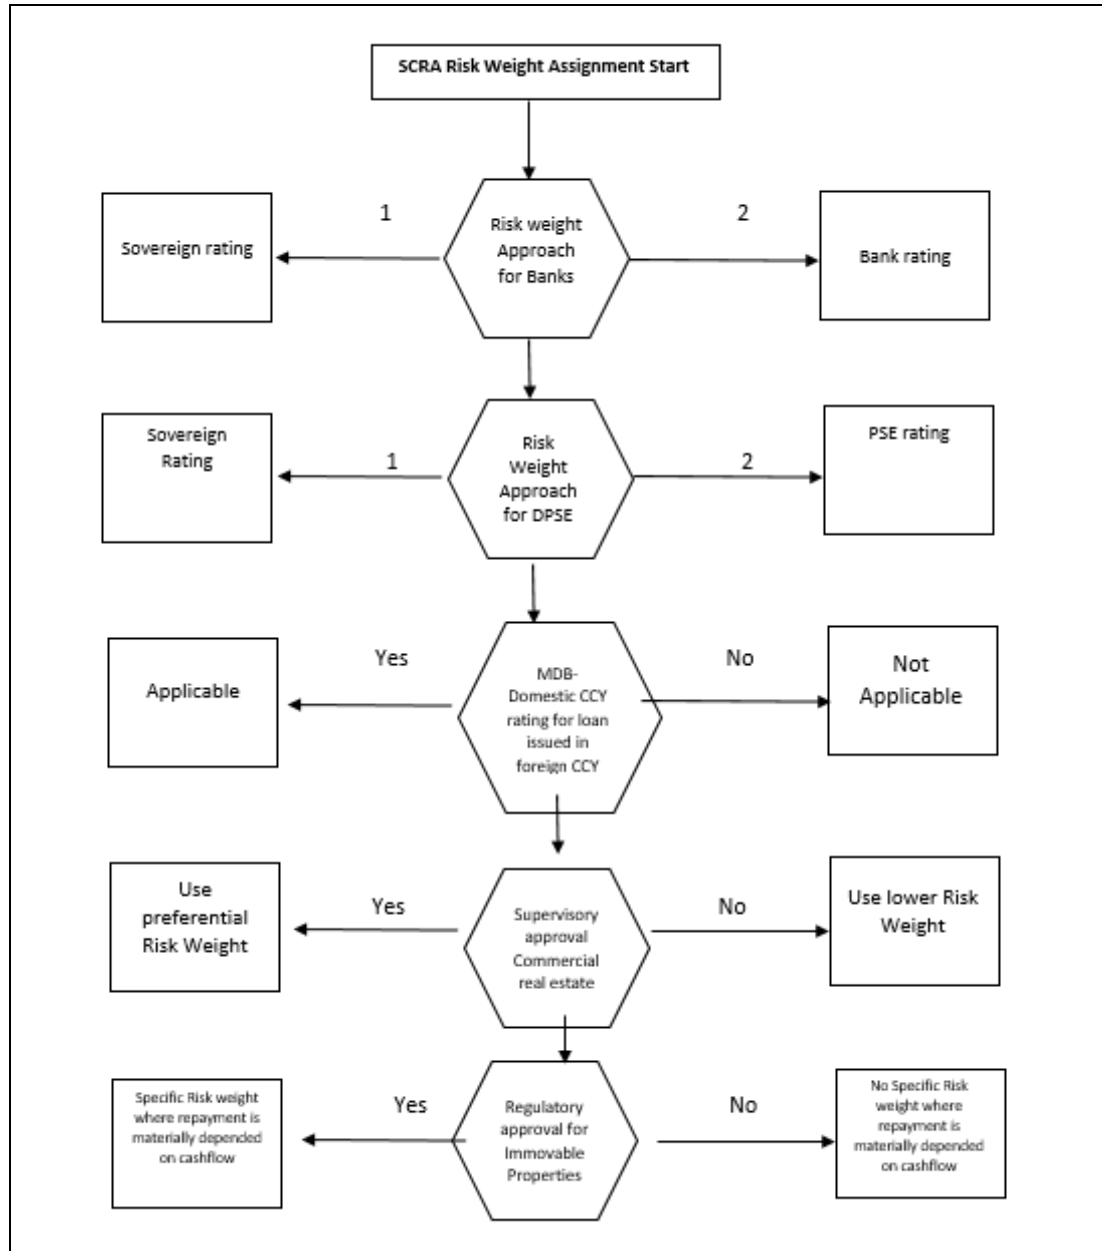 SCRA Risk Weight Assignment Start
1
2
Sovereign rating
Risk weight
Approach
for Banks
Bank rating
Sovereign
Rating
1
Risk
Weight
Approach
for DPSE
2
PSE rating
Applicable
Yes
MDB-
Domestic CCY
rating for loan
issued in
foreign CCY
No
Not
Applicable
Use
preferential
Risk Weight
Yes
Supervisory
approval
Commercial
real estate
No
Use lower Risk
Weight
Specific Risk weight
where repayment is
materially depended
on cashflow
Yes
Regulatory
approval for
Immovable
Properties
No
No Specific Risk
weight where
repayment is
materially depended
on cashflow